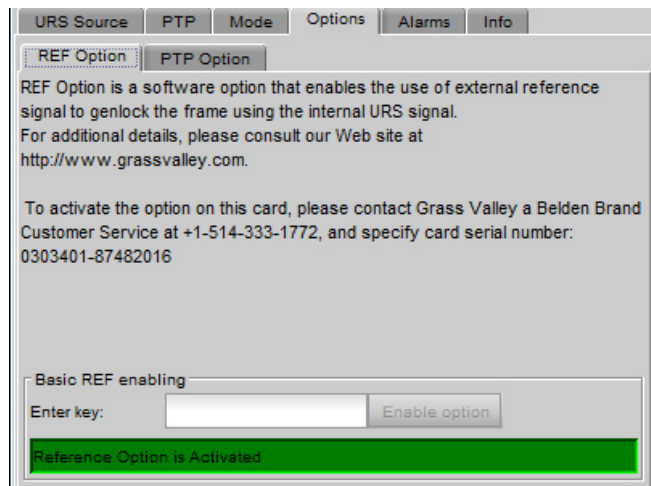 URS Source PTP Mode Options Alarms Info
REF Option PTP Option
REF Option is a software option that enables the use of external reference
signal to genlock the frame using the internal URS signal.
For additional details, please consult our Web site at
http://www.grassvalley.com.
To activate the option on this card, please contact Grass Valley a Belden Brand
Customer Service at +1-514-333-1772, and specify card serial number:
0303401-87482016
Basic REF enabling
Enter key: Enable option
Reference Option is Activated